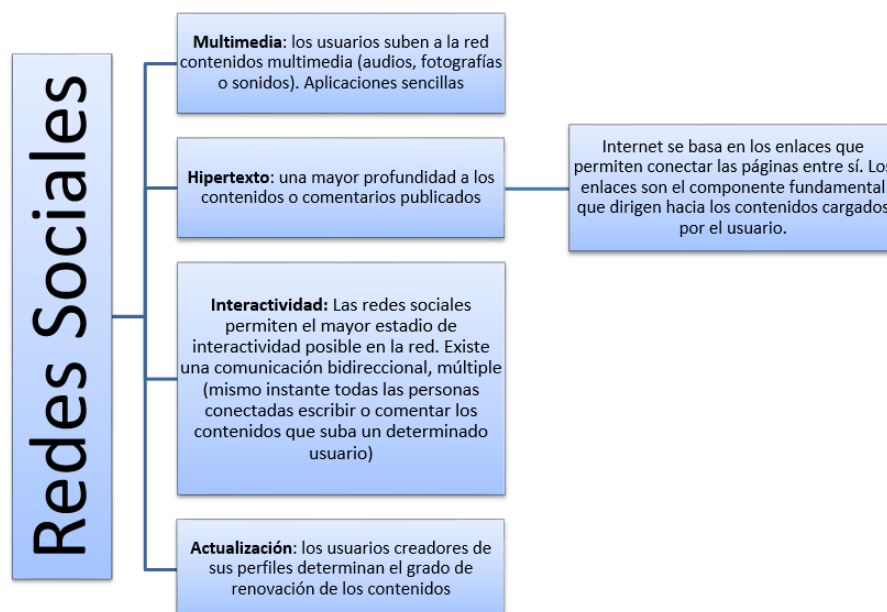 Redes Sociales
Multimedia: los usuarios suben a la red
contenidos multimedia (audios, fotografías
o sonidos). Aplicaciones sencillas
Hipertexto: una mayor profundidad a los
contenidos o comentarios publicados
Internet se basa en los enlaces que
permiten conectar las páginas entre sí. Los
enlaces son el componente fundamental
que dirigen hacia los contenidos cargados
por el usuario.
Interactividad: Las redes sociales
permiten el mayor estadio de
interactividad posible en la red. Existe
una comunicación bidireccional, múltiple
(mismo instante todas las personas
conectadas escribir o comentar los
contenidos que suba un determinado
usuario)
Actualización: los usuarios creadores de
sus perfiles determinan el grado de
renovación de los contenidos